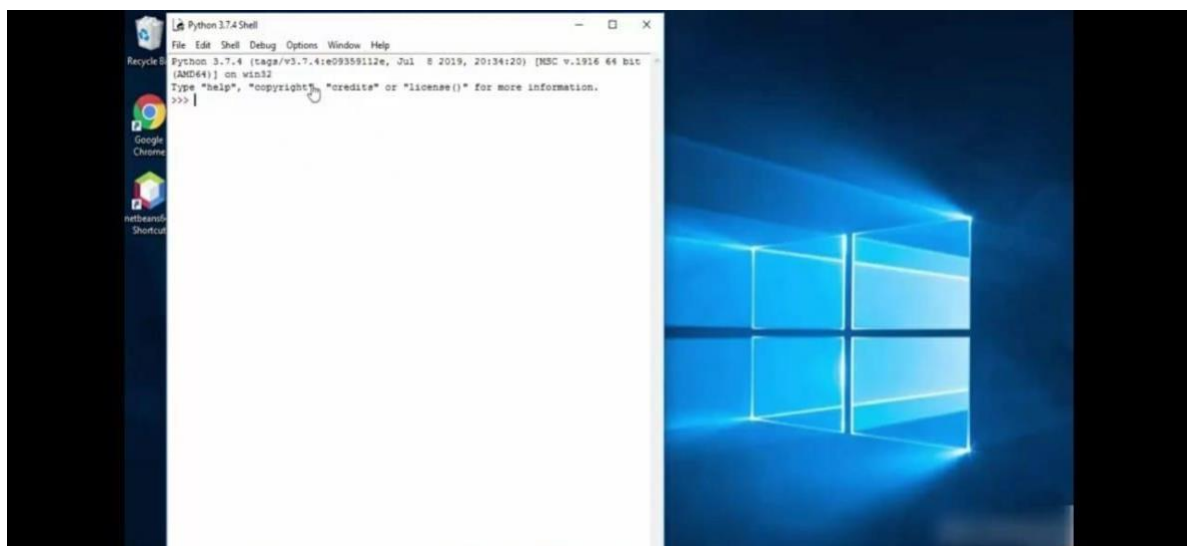 Python 3.7.4 Shell
File Edit Shell Debug Options Window Help
Python 3.7.4 (tags/v3.7.4:e09359112e, Jul 8 2019, 20:34:20) [MSC v.1916 64 bit
(AMD64)] on win32
Type "help", "copyright", "credits" or "license()" for more information.
>>>
Recycle B
Google
Chrome
netbeans6
Shortcut